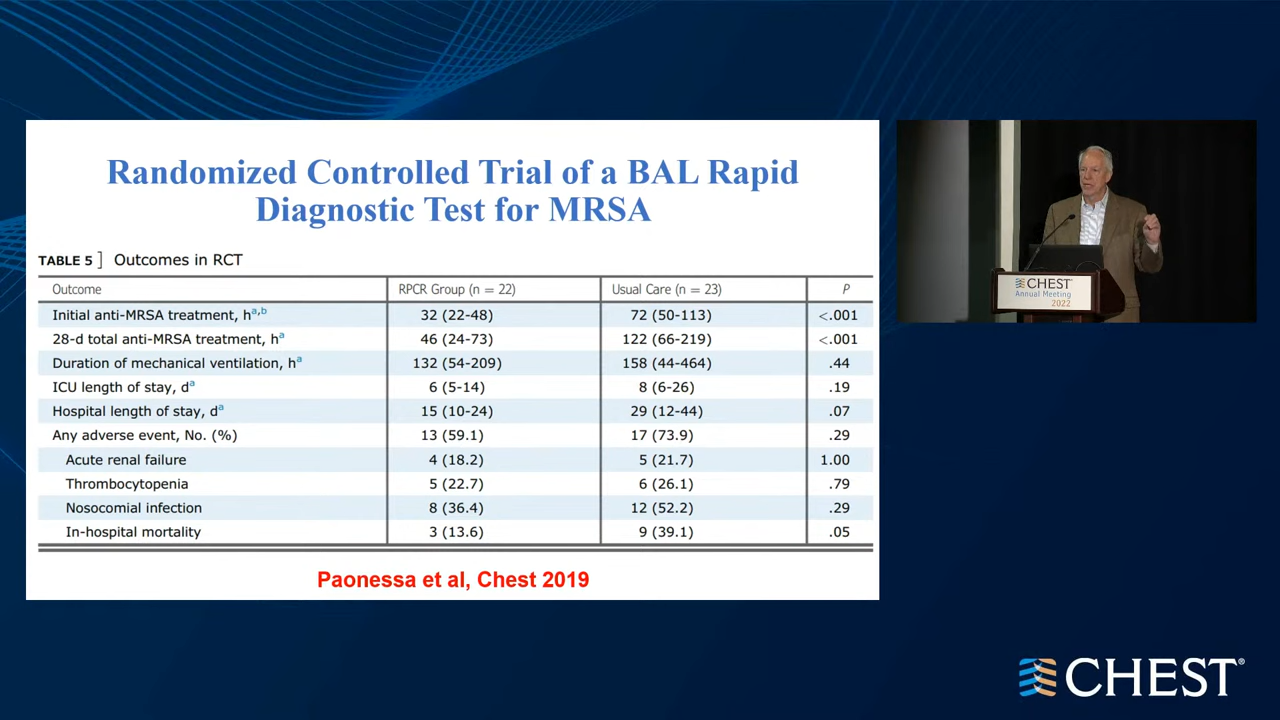 Randomized Controlled Trial of a BAL Rapid
Diagnostic Test for MRSA
TABLE 5 ] Outcomes in RCT
Outcome RPCR Group (n = 22) Usual Care (n = 23) P
Initial anti-MRSA treatment, hᵃ,ᵇ 32 (22-48) 72 (50-113) <.001
28-d total anti-MRSA treatment, hᵃ 46 (24-73) 122 (66-219) <.001
Duration of mechanical ventilation, hᵃ 132 (54-209) 158 (44-464) .44
ICU length of stay, dᵃ 6 (5-14) 8 (6-26) .19
Hospital length of stay, dᵃ 15 (10-24) 29 (12-44) .07
Any adverse event, No. (%) 13 (59.1) 17 (73.9) .29
Acute renal failure 4 (18.2) 5 (21.7) 1.00
Thrombocytopenia 5 (22.7) 6 (26.1) .79
Nosocomial infection 8 (36.4) 12 (52.2) .29
In-hospital mortality 3 (13.6) 9 (39.1) .05
Paonessa et al, Chest 2019
CHEST
Annual Meeting
2022
CHEST®